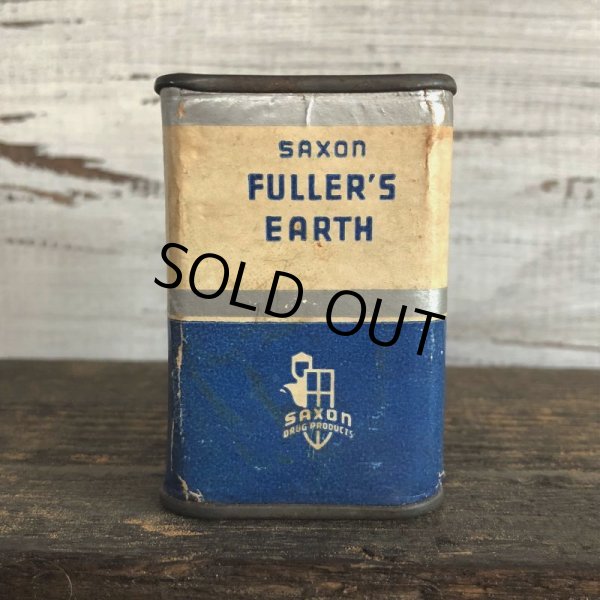 SAXON
FULLER'S
EARTH
SOLD OUT
SAXON
DRUG PRODUCTS